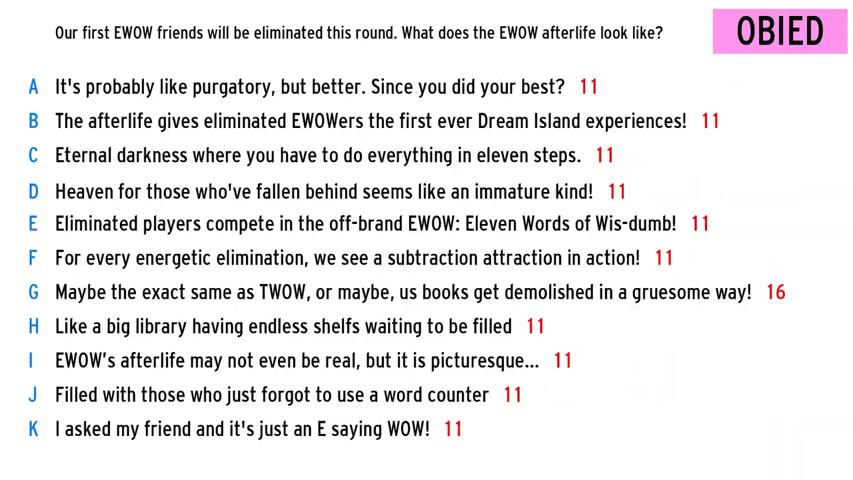 Our first EWOW friends will be eliminated this round. What does the EWOW afterlife look like?
OBIED
A It's probably like purgatory, but better. Since you did your best? 11
B The afterlife gives eliminated EWOWers the first ever Dream Island experiences! 11
C Eternal darkness where you have to do everything in eleven steps. 11
D Heaven for those who've fallen behind seems like an immature kind! 11
E Eliminated players compete in the off-brand EWOW: Eleven Words of Wis-dumb! 11
F For every energetic elimination, we see a subtraction attraction in action! 11
G Maybe the exact same as TWOW, or maybe, us books get demolished in a gruesome way! 16
H Like a big library having endless shelfs waiting to be filled 11
I EWOW's afterlife may not even be real, but it is picturesque... 11
J Filled with those who just forgot to use a word counter 11
K I asked my friend and it's just an E saying WOW! 11